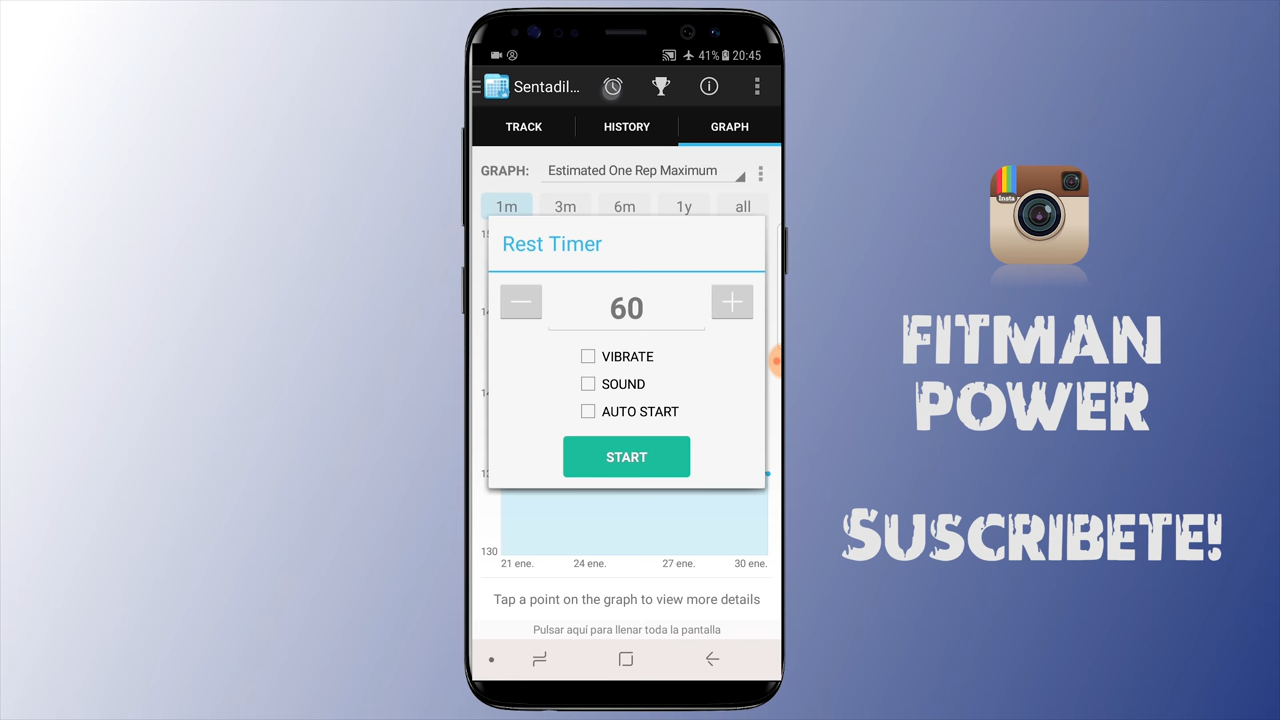 41% 20:45
Sentadil...
TRACK HISTORY GRAPH
GRAPH: Estimated One Rep Maximum
1m 3m 6m 1y all
Rest Timer
60
VIBRATE
SOUND
AUTO START
START
130
21 ene. 24 ene. 27 ene. 30 ene.
Tap a point on the graph to view more details
Pulsar aquí para llenar toda la pantalla
Insta
FITMAN
POWER
SUSCRIBETE!